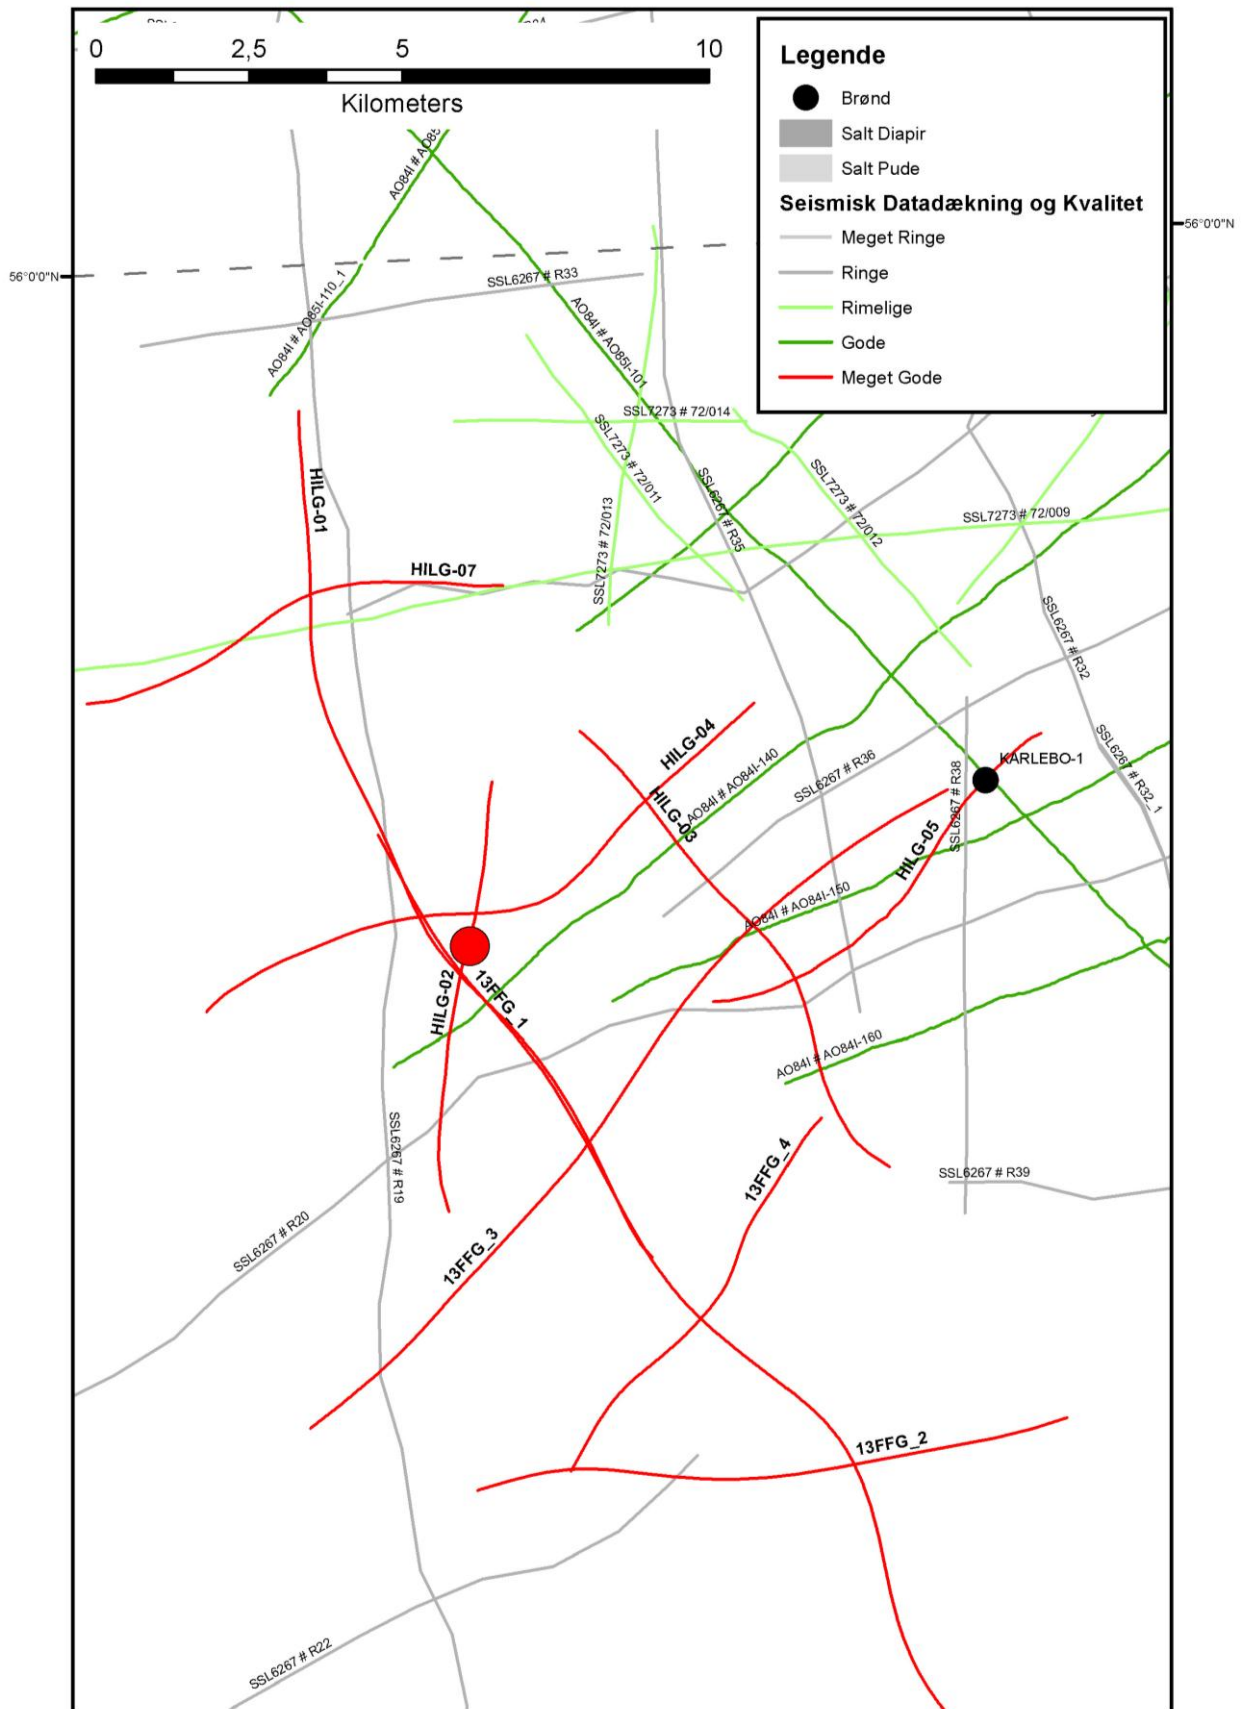 0 2,5 5 10
Kilometers
Legende
Brønd
Salt Diapir
Salt Pude
Seismisk Datadækning og Kvalitet
Meget Ringe
Ringe
Rimelige
Gode
Meget Gode
56°0'0"N
56°0'0"N
AO84I # AO85
SSL6267 # R33
AO84I # AO85I-110_1
AO84I # AO85I-101
SSL7273 # 72/014
SSL7273 # 72/011
SSL7273 # 72/012
SSL6267 # R35
HILG-01
SSL7273 # 72/009
SSL7273 # 72/013
HILG-07
SSL6267 # R32
HILG-04
AO84I # AO84I-140
SSL6267 # R36
KARLEBO-1
SSL6267 # R32_1
SSL6267 # R38
HILG-03
HILG-05
AO84I # AO84I-150
HILG-02
13FFG_1
AO84I # AO84I-160
SSL6267 # R19
13FFG_4
SSL6267 # R39
SSL6267 # R20
13FFG_3
13FFG_2
SSL6267 # R22